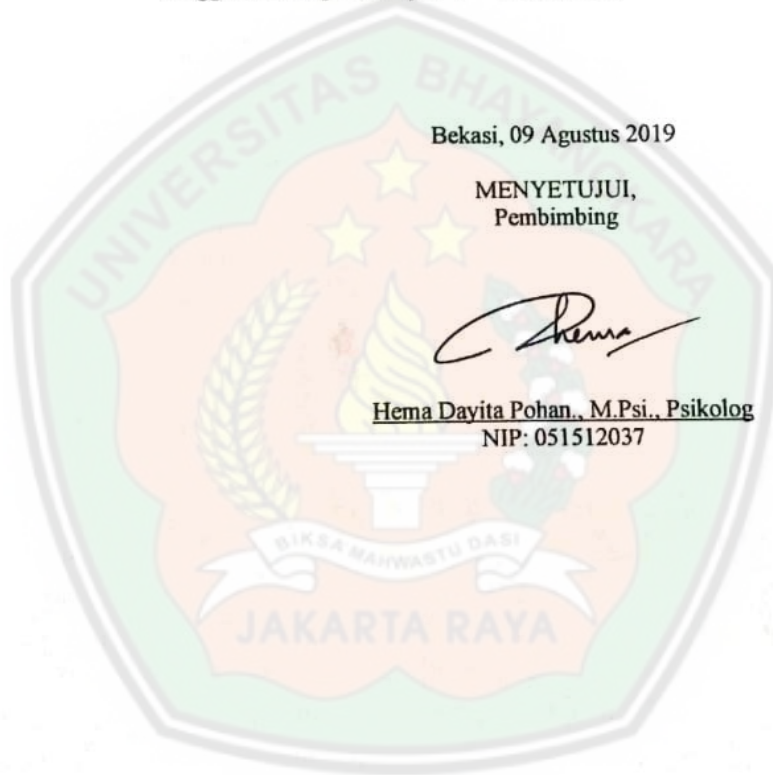 UNIVERSITAS BHAYANGKARA
Bekasi, 09 Agustus 2019
MENYETUJUI,
Pembimbing
Hema
Hema Dayita Pohan., M.Psi., Psikolog
NIP: 051512037
BIKSA MAHWASTU DASI
JAKARTA RAYA